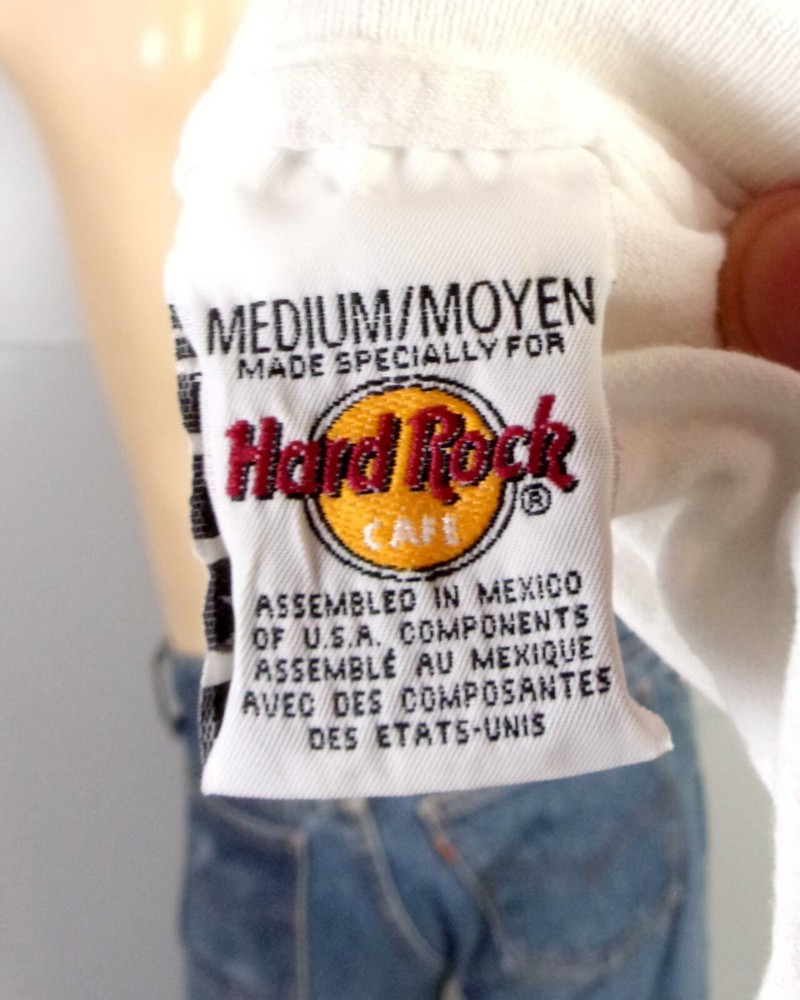 MEDIUM/MOYEN
MADE SPECIALLY FOR
Hard Rock
®
CAFE
ASSEMBLED IN MEXICO
OF U.S.A. COMPONENTS
ASSEMBLÉ AU MEXIQUE
AVEC DES COMPOSANTES
DES ETATS-UNIS